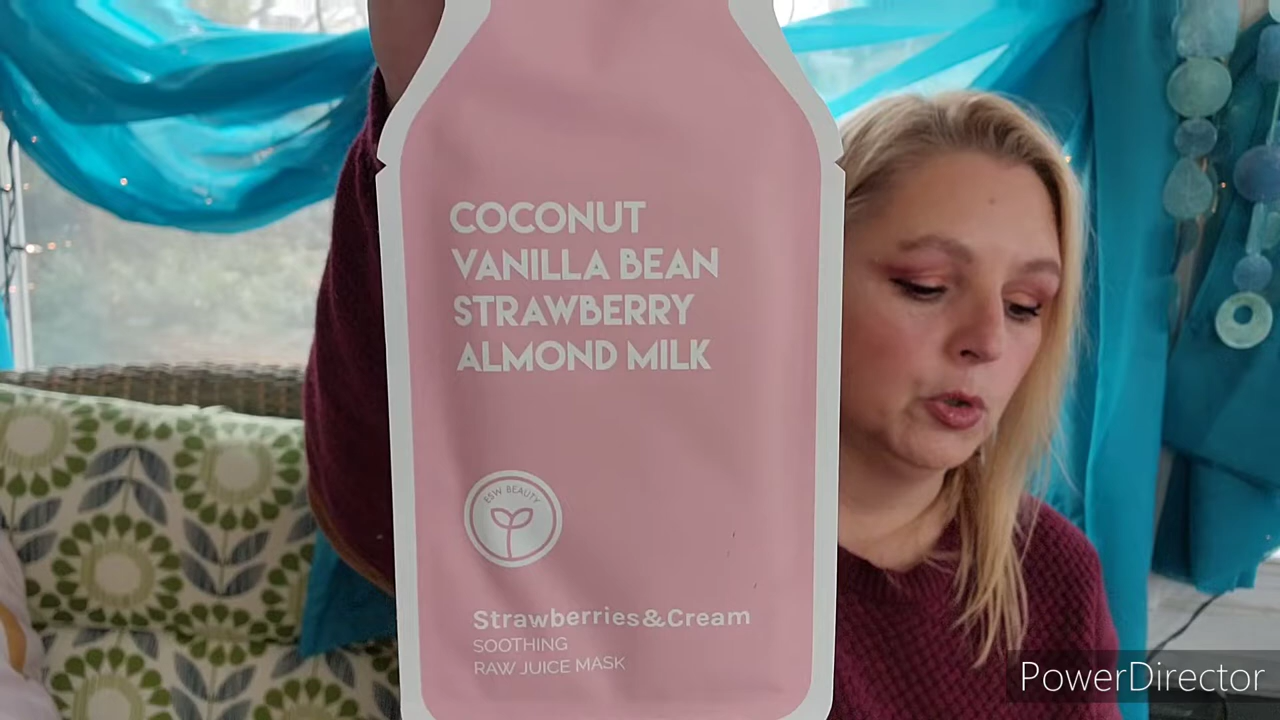 COCONUT
VANILLA BEAN
STRAWBERRY
ALMOND MILK
ESW BEAUTY
Strawberries&Cream
SOOTHING
RAW JUICE MASK
PowerDirector